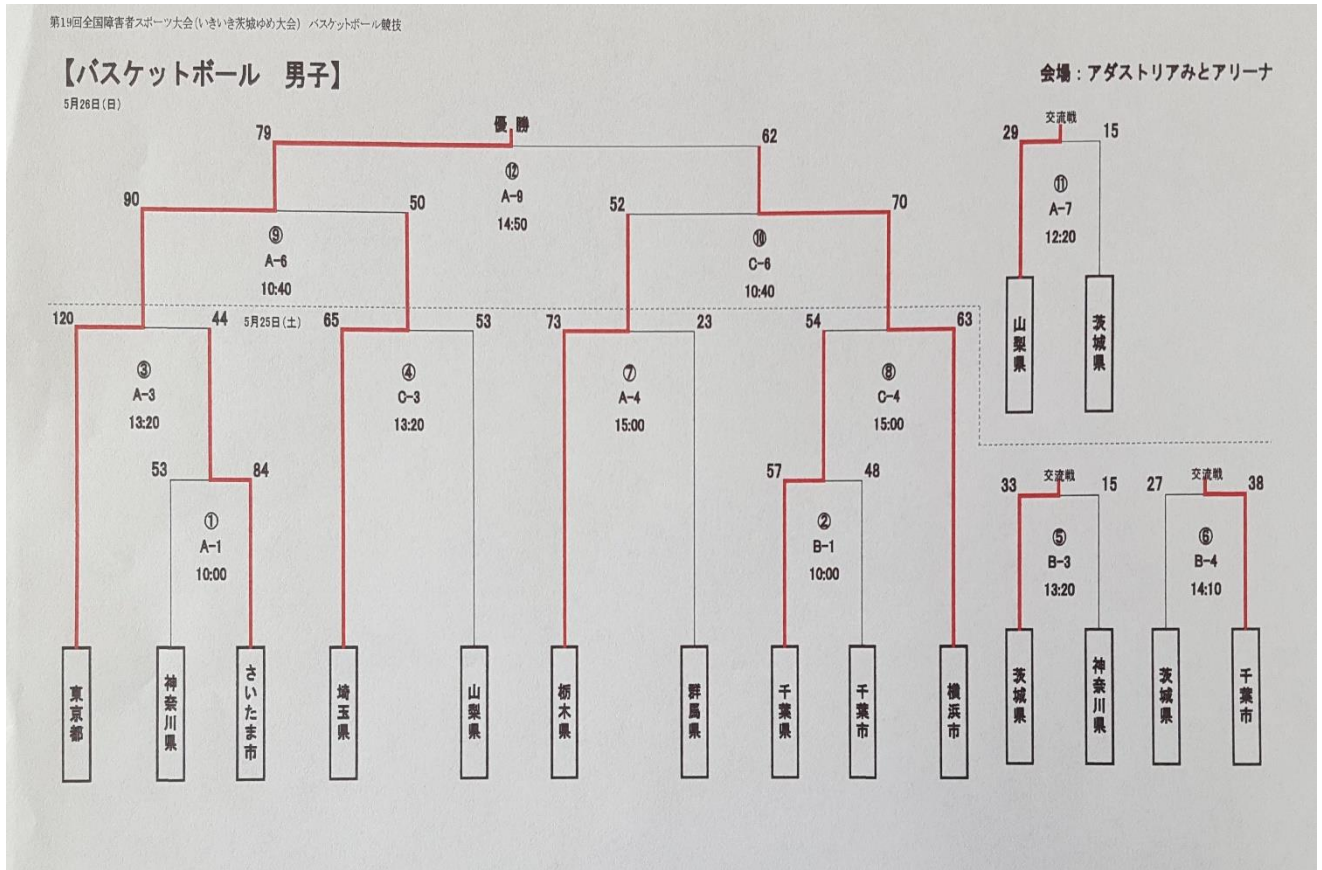 第19回全国障害者スポーツ大会(いきいき茨城ゆめ大会) バスケットボール競技
【バスケットボール 男子】
会場:アダストリアみとアリーナ
5月26日(日)
優勝
79
62
⑫
A-9
14:50
交流戦
29
15
⑪
A-7
12:20
山梨県
茨城県
90
50
⑨
A-6
10:40
52
70
⑩
C-6
10:40
5月25日(土)
120
44
③
A-3
13:20
65
53
④
C-3
13:20
73
23
⑦
A-4
15:00
54
63
⑧
C-4
15:00
53
84
①
A-1
10:00
57
48
②
B-1
10:00
交流戦
33
15
⑤
B-3
13:20
交流戦
27
38
⑥
B-4
14:10
東京都
神奈川県
さいたま市
埼玉県
山梨県
栃木県
群馬県
千葉県
千葉市
横浜市
茨城県
神奈川県
茨城県
千葉市